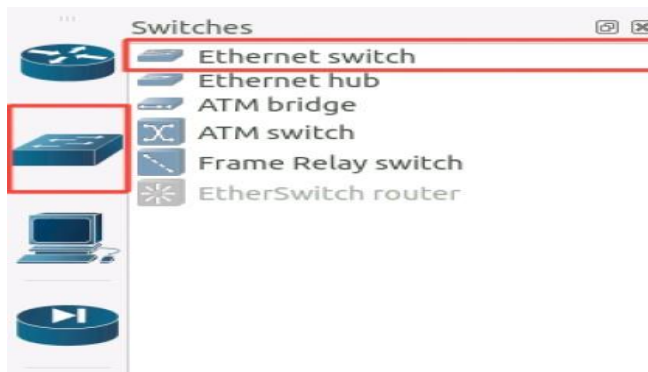 Switches
Ethernet switch
Ethernet hub
ATM bridge
ATM switch
Frame Relay switch
EtherSwitch router